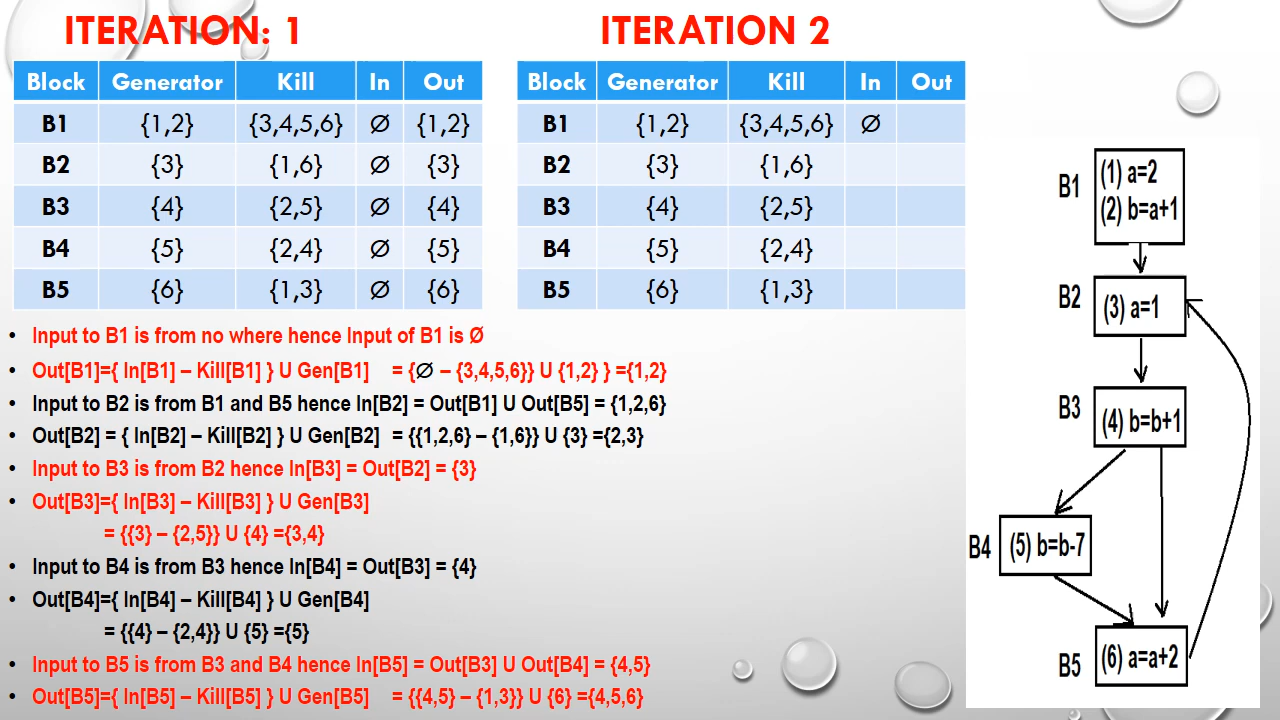 ITERATION: 1
Block Generator Kill In Out
B1 {1,2} {3,4,5,6} Ø {1,2}
B2 {3} {1,6} Ø {3}
B3 {4} {2,5} Ø {4}
B4 {5} {2,4} Ø {5}
B5 {6} {1,3} Ø {6}
ITERATION 2
Block Generator Kill In Out
B1 {1,2} {3,4,5,6} Ø
B2 {3} {1,6}
B3 {4} {2,5}
B4 {5} {2,4}
B5 {6} {1,3}
• Input to B1 is from no where hence Input of B1 is Ø
• Out[B1]={ In[B1] – Kill[B1] } U Gen[B1] = {Ø – {3,4,5,6}} U {1,2} } ={1,2}
• Input to B2 is from B1 and B5 hence In[B2] = Out[B1] U Out[B5] = {1,2,6}
• Out[B2] = { In[B2] – Kill[B2] } U Gen[B2] = {{1,2,6} – {1,6}} U {3} ={2,3}
• Input to B3 is from B2 hence In[B3] = Out[B2] = {3}
• Out[B3]={ In[B3] – Kill[B3] } U Gen[B3]
= {{3} – {2,5}} U {4} ={3,4}
• Input to B4 is from B3 hence In[B4] = Out[B3] = {4}
• Out[B4]={ In[B4] – Kill[B4] } U Gen[B4]
= {{4} – {2,4}} U {5} ={5}
• Input to B5 is from B3 and B4 hence In[B5] = Out[B3] U Out[B4] = {4,5}
• Out[B5]={ In[B5] – Kill[B5] } U Gen[B5] = {{4,5} – {1,3}} U {6} ={4,5,6}
B1
(1) a=2
(2) b=a+1
B2
(3) a=1
B3
(4) b=b+1
B4
(5) b=b-7
B5
(6) a=a+2